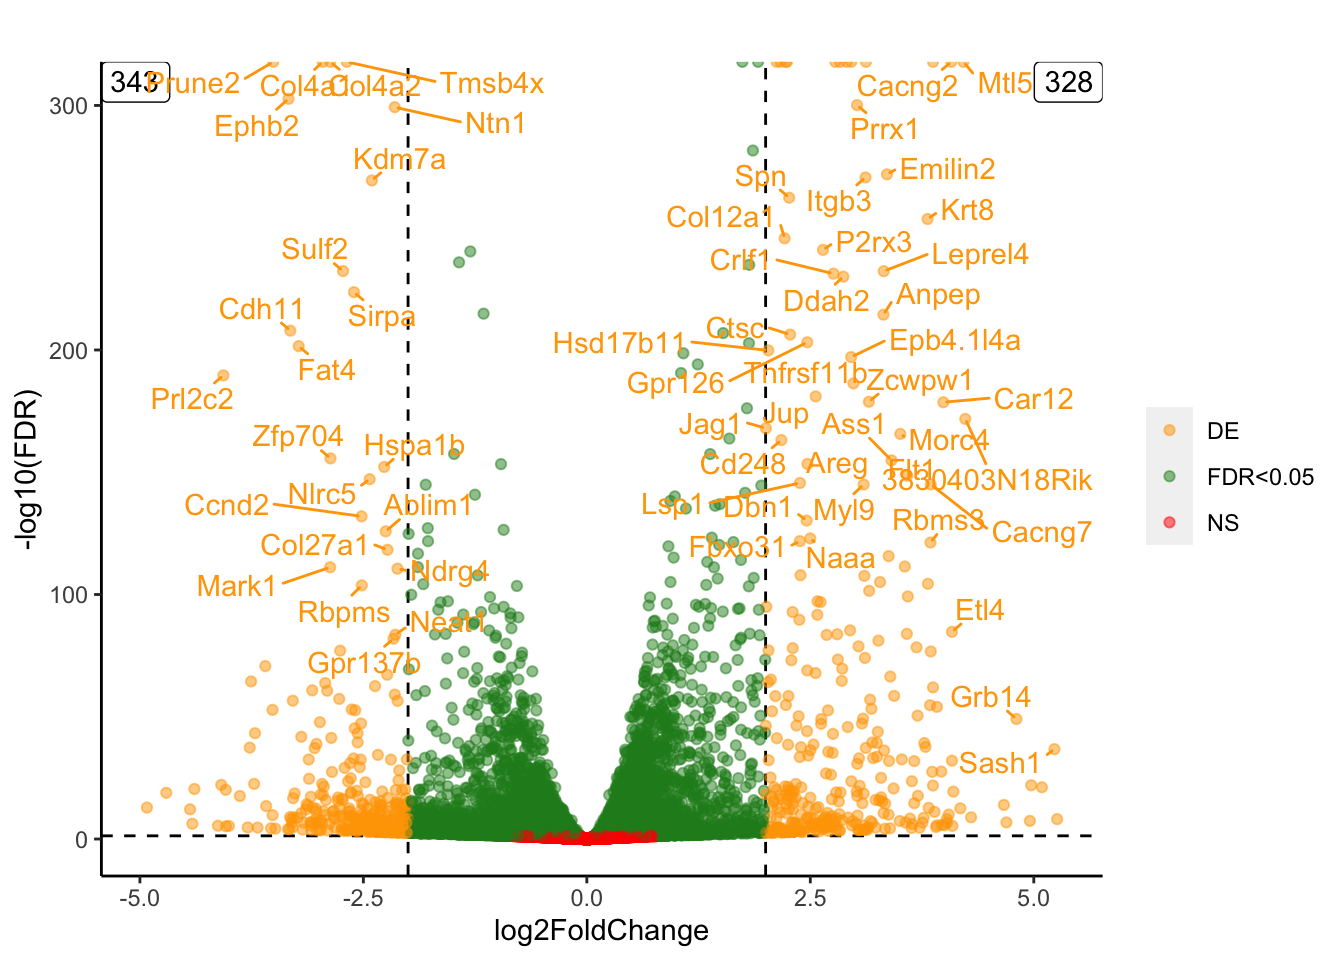 343
Prune2
Col4a1
Col4a2
Tmsb4x
Cacng2
Mtl5
328
300
Ephb2
Ntn1
Prrx1
Kdm7a
Spn
Emilin2
Itgb3
Col12a1
Krt8
Sulf2
P2rx3
Crlf1
Leprel4
Cdh11
Sirpa
Ddah2
Anpep
200
Hsd17b11
Ctsc
Epb4.1l4a
Fat4
Gpr126
Tnfrsf11b
Zcwpw1
Prl2c2
Car12
Zfp704
Hspa1b
Jag1
Jup
Ass1
Morc4
Nlrc5
Cd248
Areg
Flt1
3830403N18Rik
Ccnd2
Ablim1
Lsp1
Dbn1
Myl9
Rbms3
Cacng7
Col27a1
Fbxo31
Naaa
Mark1
Ndrg4
100
Rbpms
Neat1
Etl4
Gpr137b
Grb14
Sash1
0
-5.0
-2.5
0.0
2.5
5.0
log2FoldChange
-log10(FDR)
DE
FDR<0.05
NS